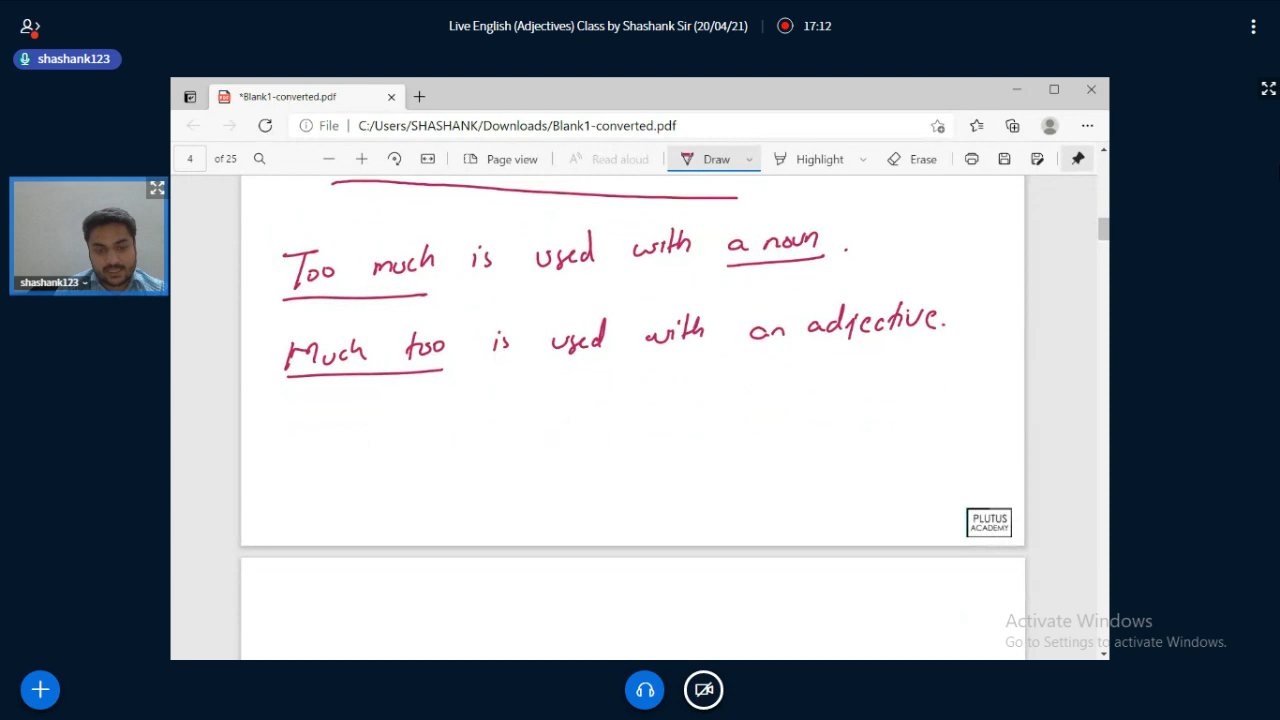 Live English (Adjectives) Class by Shashank Sir (20/04/21)
17:12
shashank123
*Blank1-converted.pdf
File
C:/Users/SHASHANK/Downloads/Blank1-converted.pdf
4 of 25
Page view
Read aloud
Draw
Highlight
Erase
shashank123
Too much is used with a noun.
Much too is used with an adjective.
PLUTUS
ACADEMY
Activate Windows
Go to Settings to activate Windows.